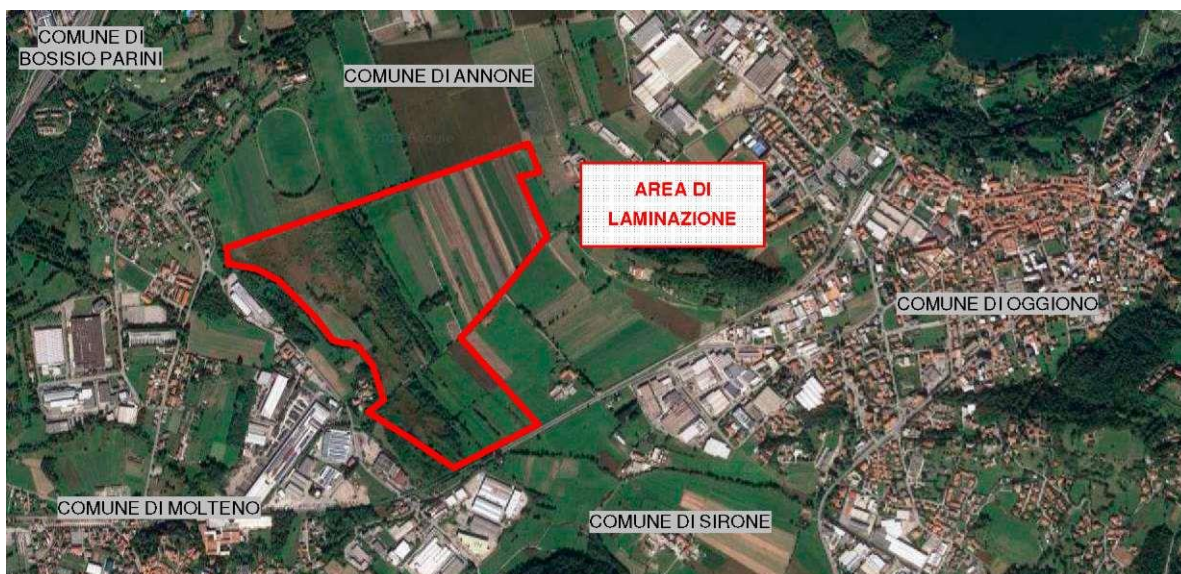 COMUNE DI
BOSISIO PARINI
COMUNE DI ANNONE
AREA DI
LAMINAZIONE
COMUNE DI OGGIONO
COMUNE DI MOLTENO
COMUNE DI SIRONE